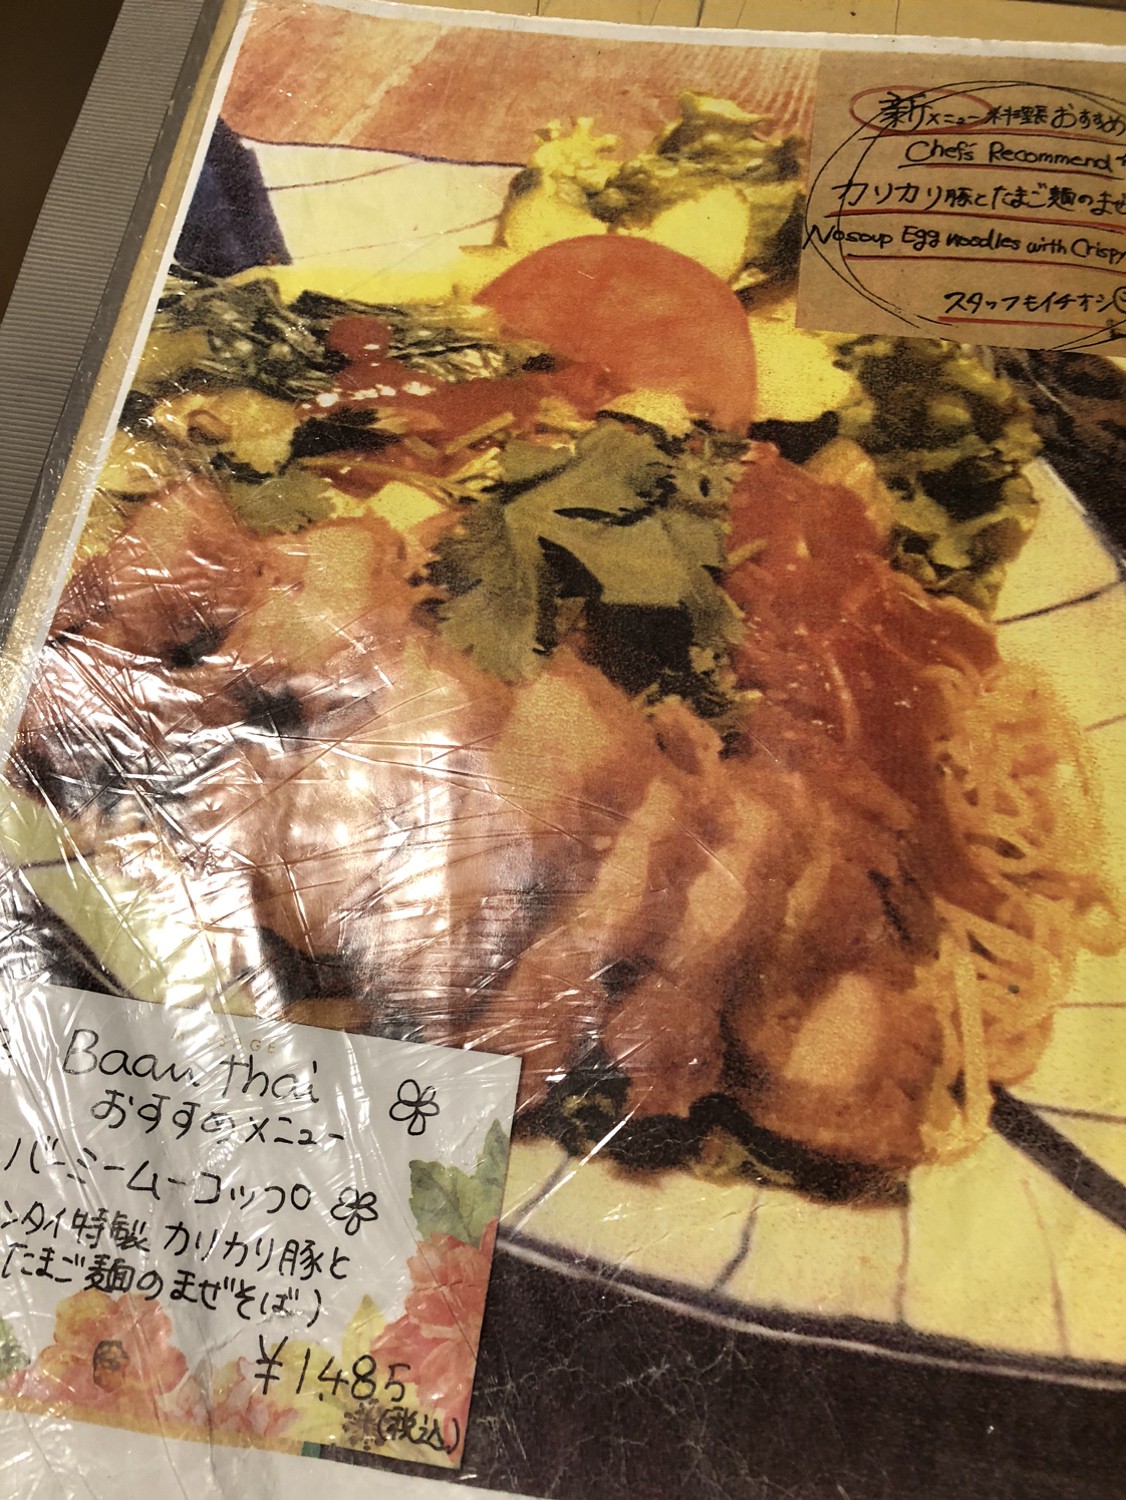 新メニュー料理長おすすめ
Chef's Recommend
カリカリ豚とたまご麺のまぜ
Nosoup Egg noodles with Crispy
スタッフもイチオシ
Baan thai
おすすめメニュー
バーミームーコップ
ンタイ特製 カリカリ豚と
たまご麺のまぜそば)
¥1,485
(税込)